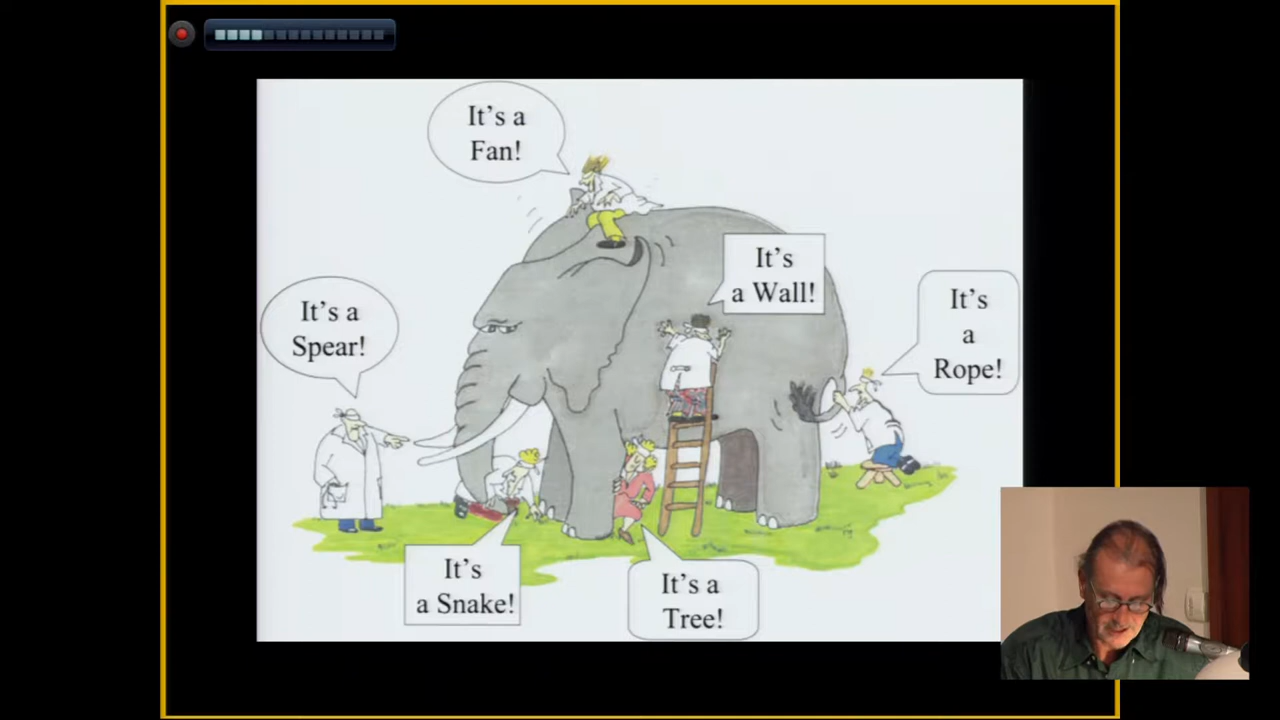 It's a
Fan!
It's
a Wall!
It's a
Spear!
It's
a
Rope!
It's
a Snake!
It's a
Tree!